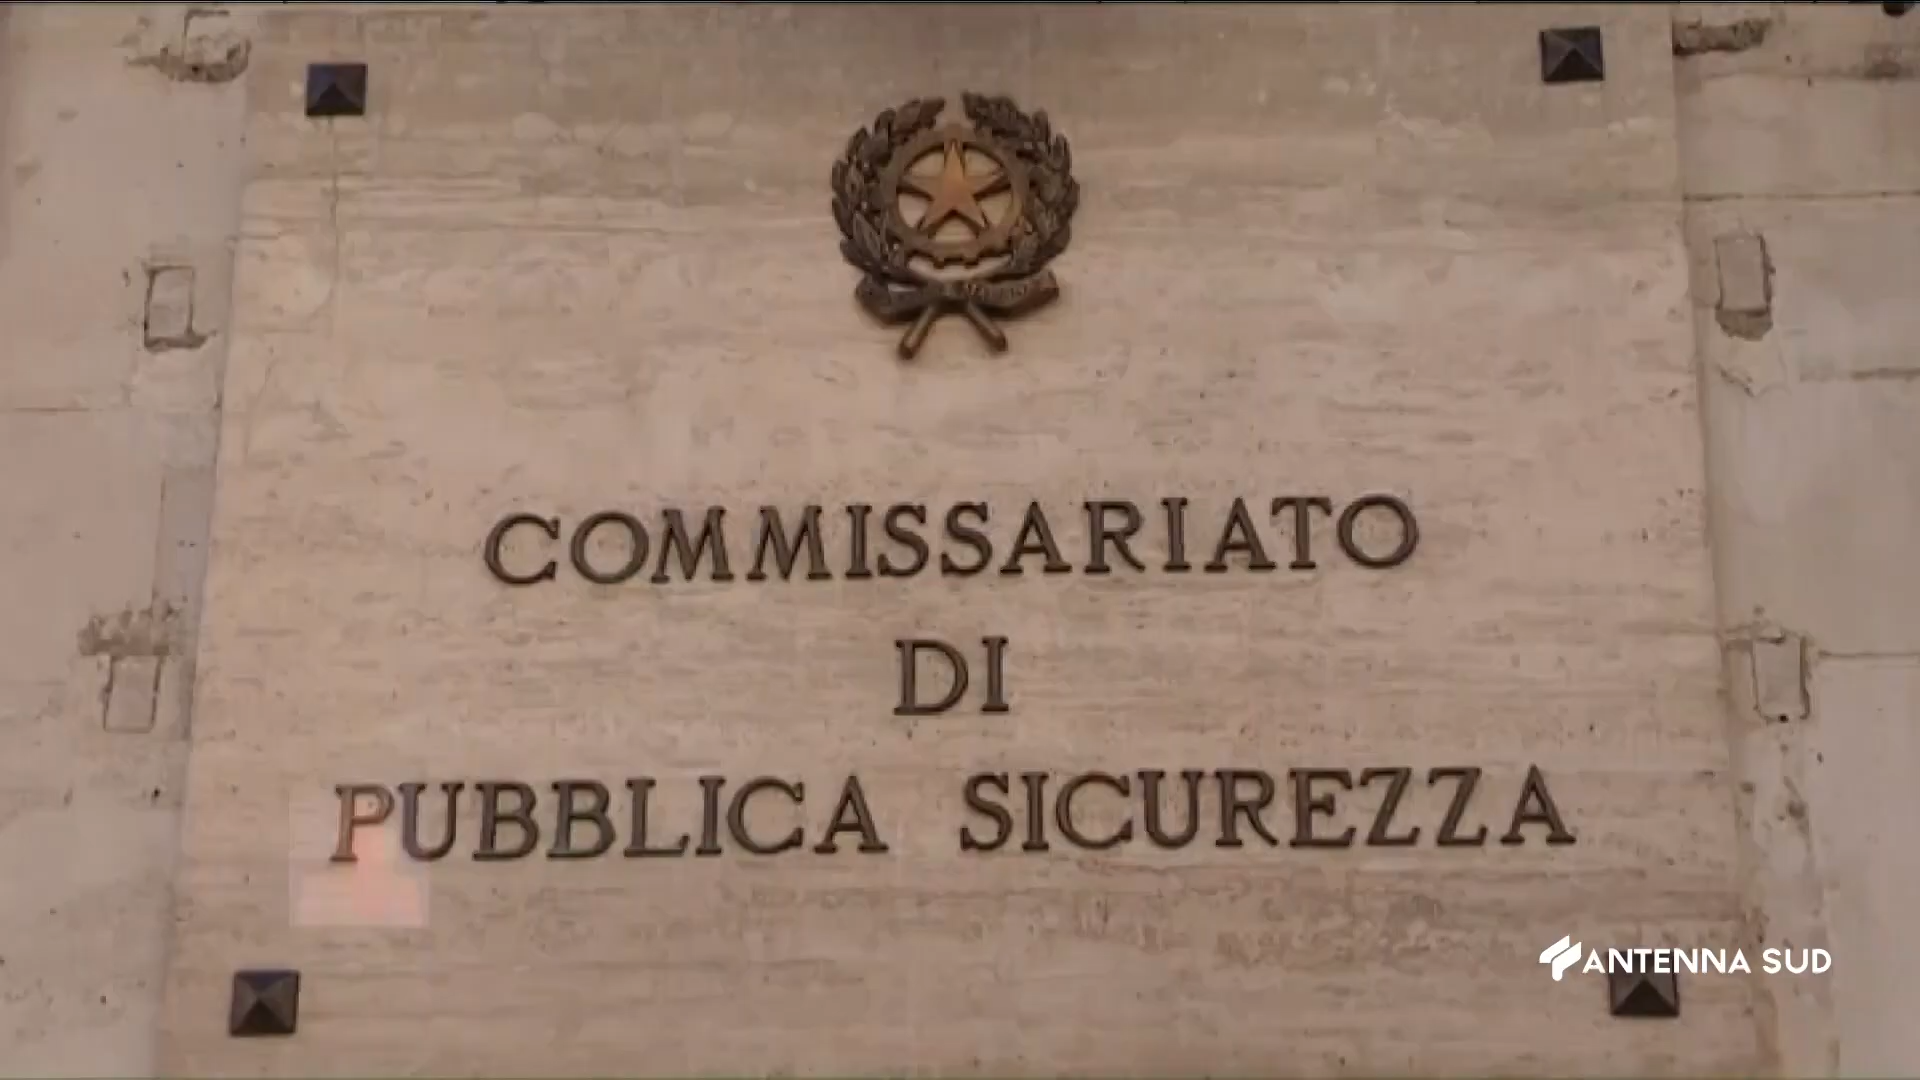 COMMISSARIATO
DI
PUBBLICA SICUREZZA
ANTENNA SUD